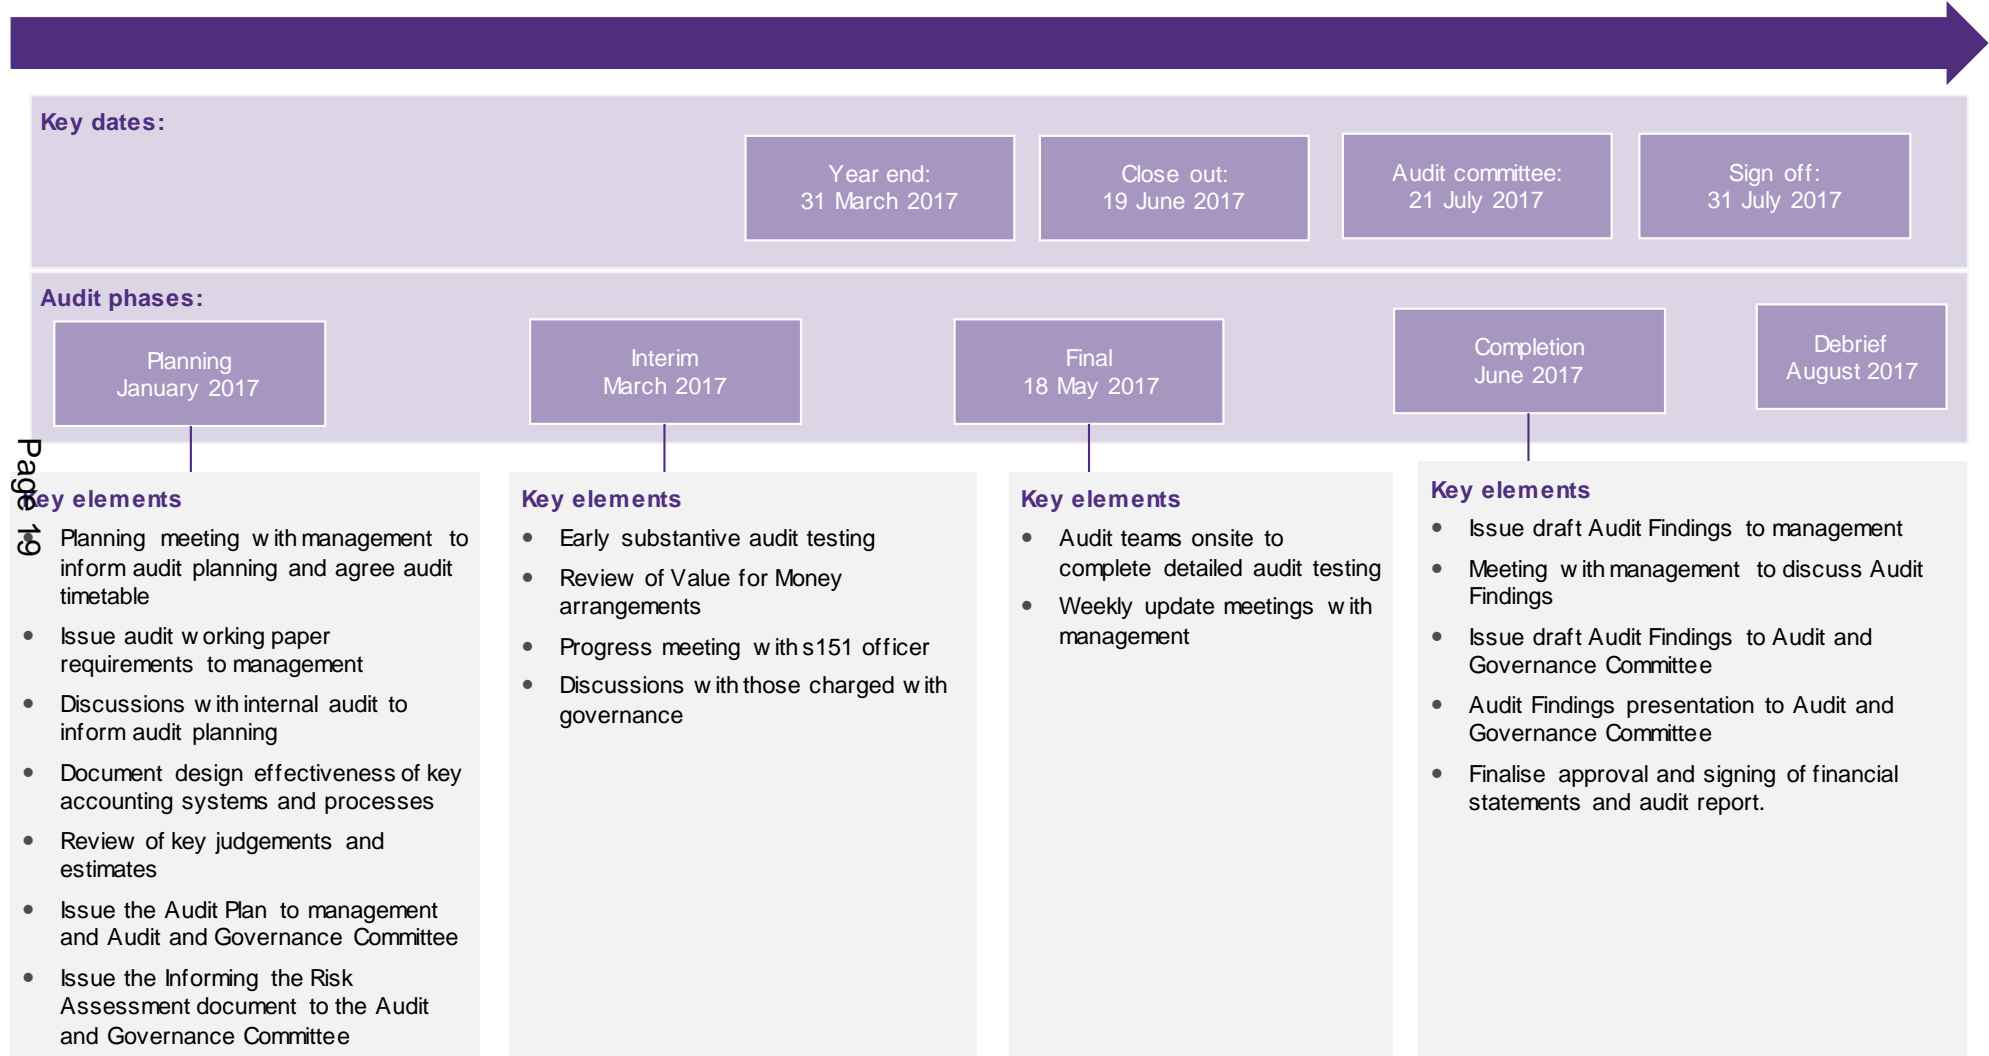 Key dates:
Year end:
31 March 2017
Close out:
19 June 2017
Audit committee:
21 July 2017
Sign off:
31 July 2017
Audit phases:
Planning
January 2017
Interim
March 2017
Final
18 May 2017
Completion
June 2017
Debrief
August 2017
Page 19
Key elements
• Planning meeting with management to
inform audit planning and agree audit
timetable
• Issue audit working paper
requirements to management
• Discussions with internal audit to
inform audit planning
• Document design effectiveness of key
accounting systems and processes
• Review of key judgements and
estimates
• Issue the Audit Plan to management
and Audit and Governance Committee
• Issue the Informing the Risk
Assessment document to the Audit
and Governance Committee
Key elements
• Early substantive audit testing
• Review of Value for Money
arrangements
• Progress meeting with s151 officer
• Discussions with those charged with
governance
Key elements
• Audit teams onsite to
complete detailed audit testing
• Weekly update meetings with
management
Key elements
• Issue draft Audit Findings to management
• Meeting with management to discuss Audit
Findings
• Issue draft Audit Findings to Audit and
Governance Committee
• Audit Findings presentation to Audit and
Governance Committee
• Finalise approval and signing of financial
statements and audit report.